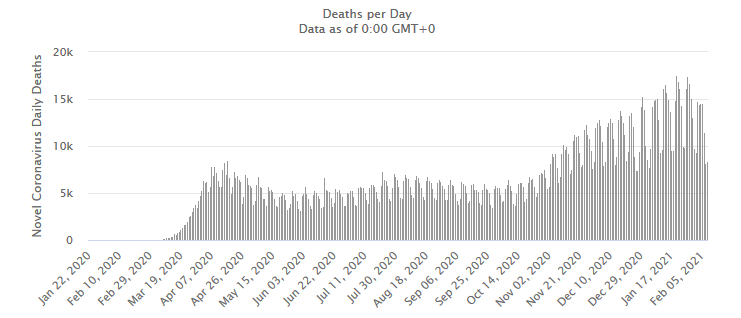 Deaths per Day
Data as of 0:00 GMT+0
Novel Coronavirus Daily Deaths
20k
15k
10k
5k
0
Jan 22, 2020
Feb 10, 2020
Feb 29, 2020
Mar 19, 2020
Apr 07, 2020
Apr 26, 2020
May 15, 2020
Jun 03, 2020
Jun 22, 2020
Jul 11, 2020
Jul 30, 2020
Aug 18, 2020
Sep 06, 2020
Sep 25, 2020
Oct 14, 2020
Nov 02, 2020
Nov 21, 2020
Dec 10, 2020
Dec 29, 2020
Jan 17, 2021
Feb 05, 2021